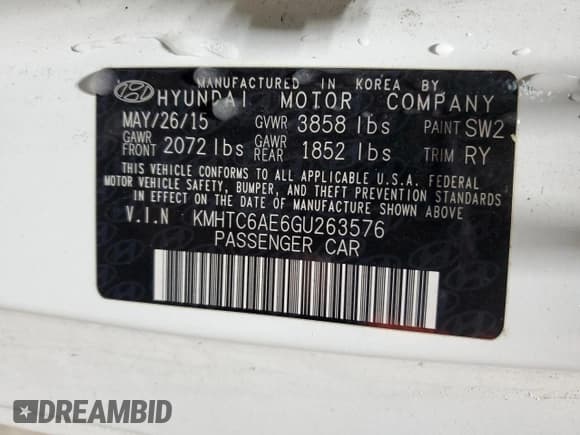 MANUFACTURED IN KOREA BY
HYUNDAI MOTOR COMPANY
MAY/26/15 GVWR 3858 lbs PAINT SW2
GAWR FRONT 2072 lbs GAWR REAR 1852 lbs TRIM RY
THIS VEHICLE CONFORMS TO ALL APPLICABLE U.S.A. FEDERAL
MOTOR VEHICLE SAFETY, BUMPER, AND THEFT PREVENTION STANDARDS
IN EFFECT ON THE DATE OF MANUFACTURE SHOWN ABOVE.
V.I.N KMHTC6AE6GU263576
PASSENGER CAR
DREAMBID